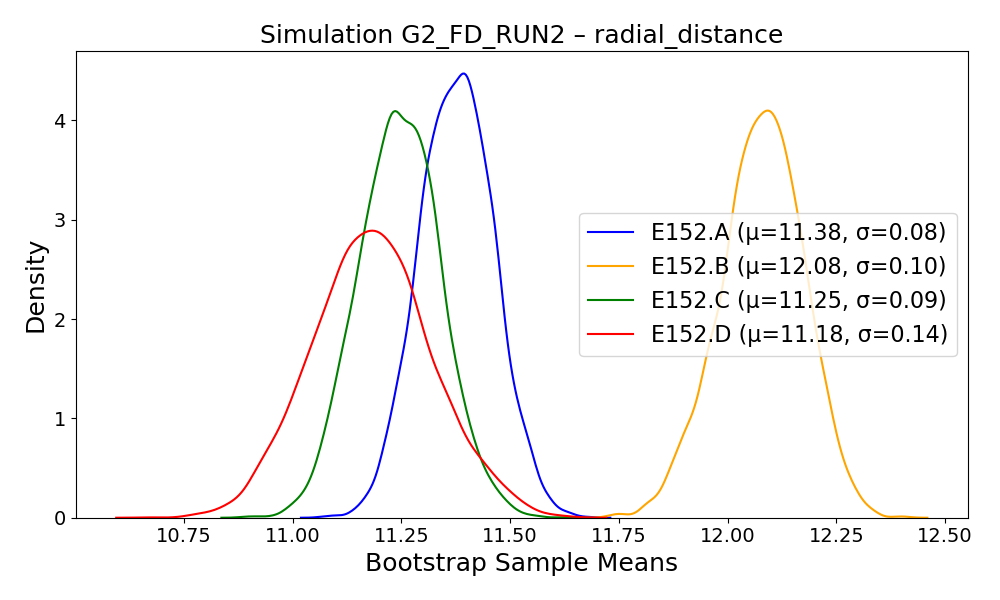 Simulation G2_FD_RUN2 – radial_distance
Density
4
3
2
1
0
E152.A (μ=11.38, σ=0.08)
E152.B (μ=12.08, σ=0.10)
E152.C (μ=11.25, σ=0.09)
E152.D (μ=11.18, σ=0.14)
10.75 11.00 11.25 11.50 11.75 12.00 12.25 12.50
Bootstrap Sample Means